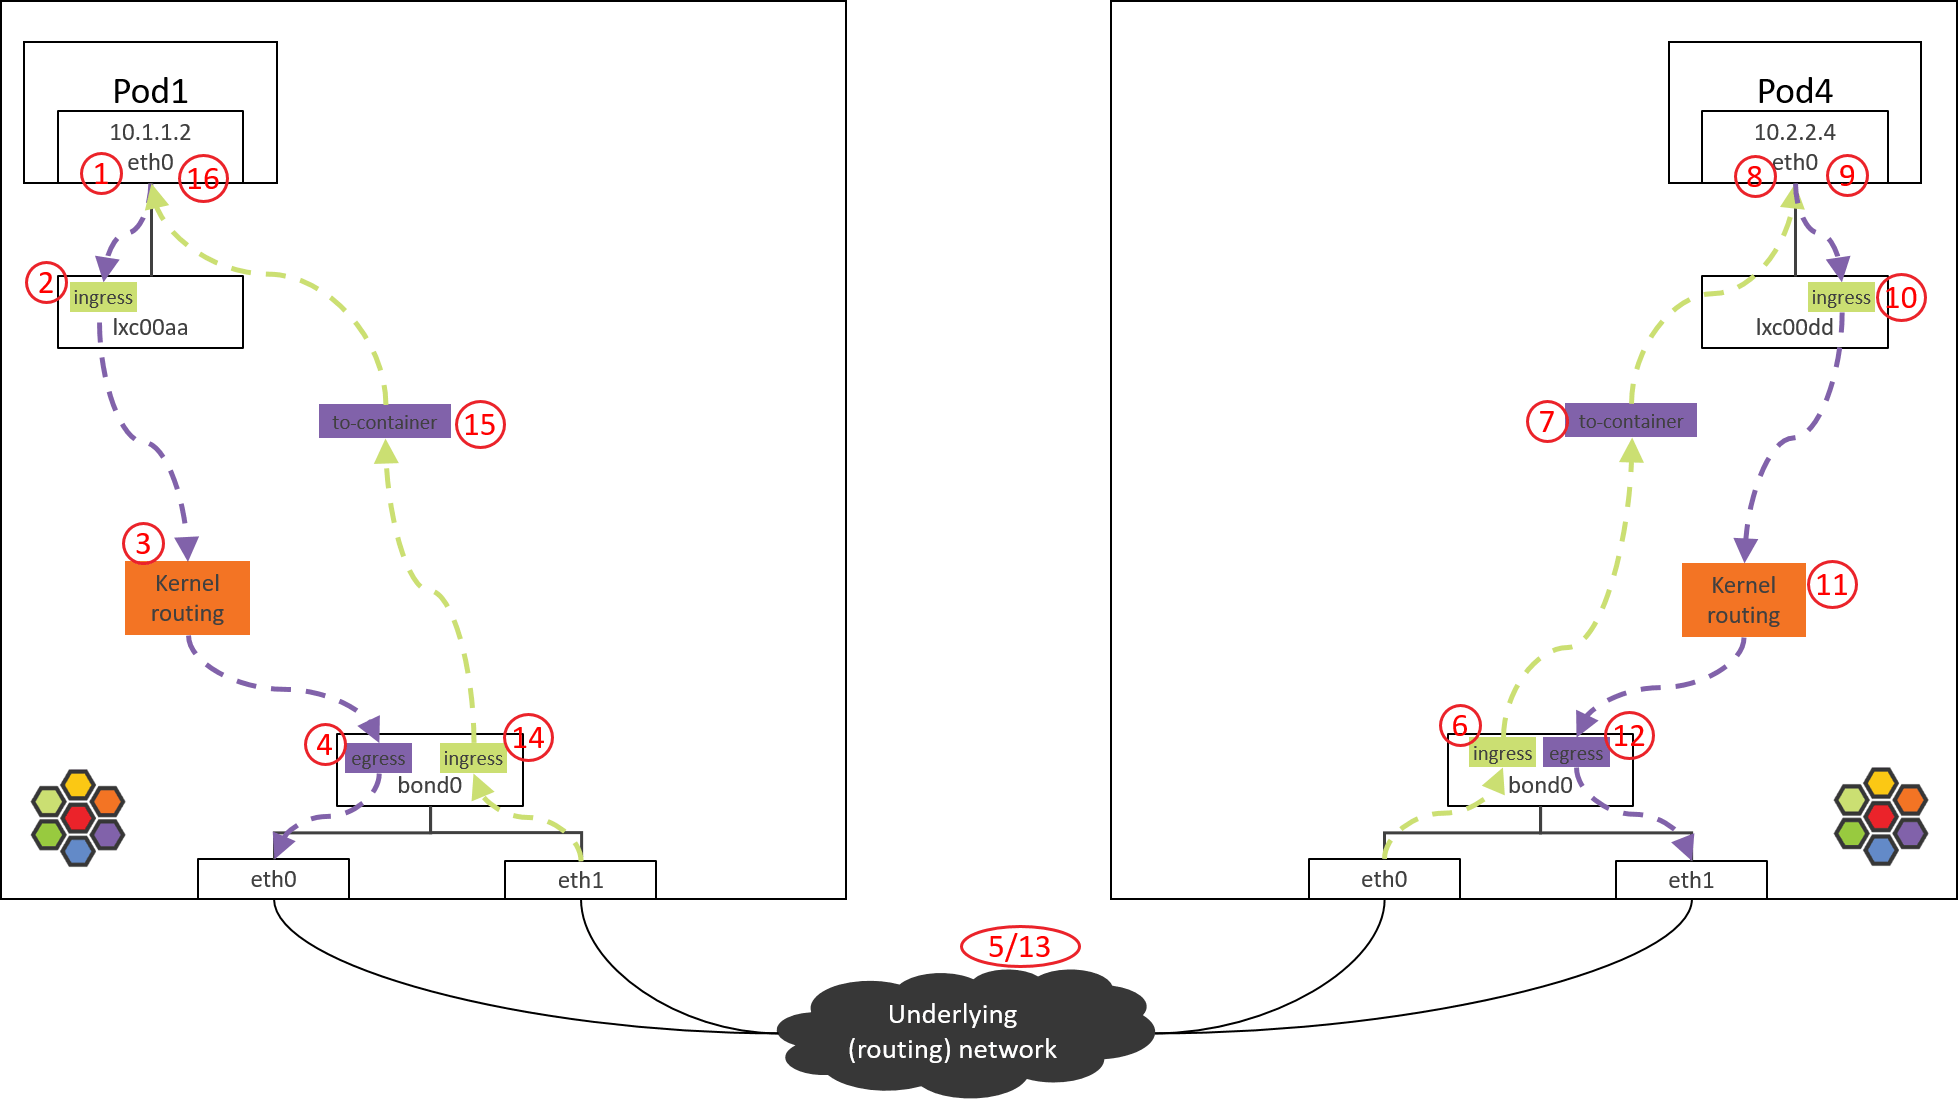 Pod1
10.1.1.2
eth0
1
16
2
ingress
lxc00aa
to-container
15
3
Kernel
routing
4
egress
ingress
14
bond0
eth0
eth1
Pod4
10.2.2.4
eth0
8
9
ingress
10
lxc00dd
7
to-container
Kernel
routing
11
6
ingress
egress
12
bond0
eth0
eth1
5/13
Underlying
(routing) network